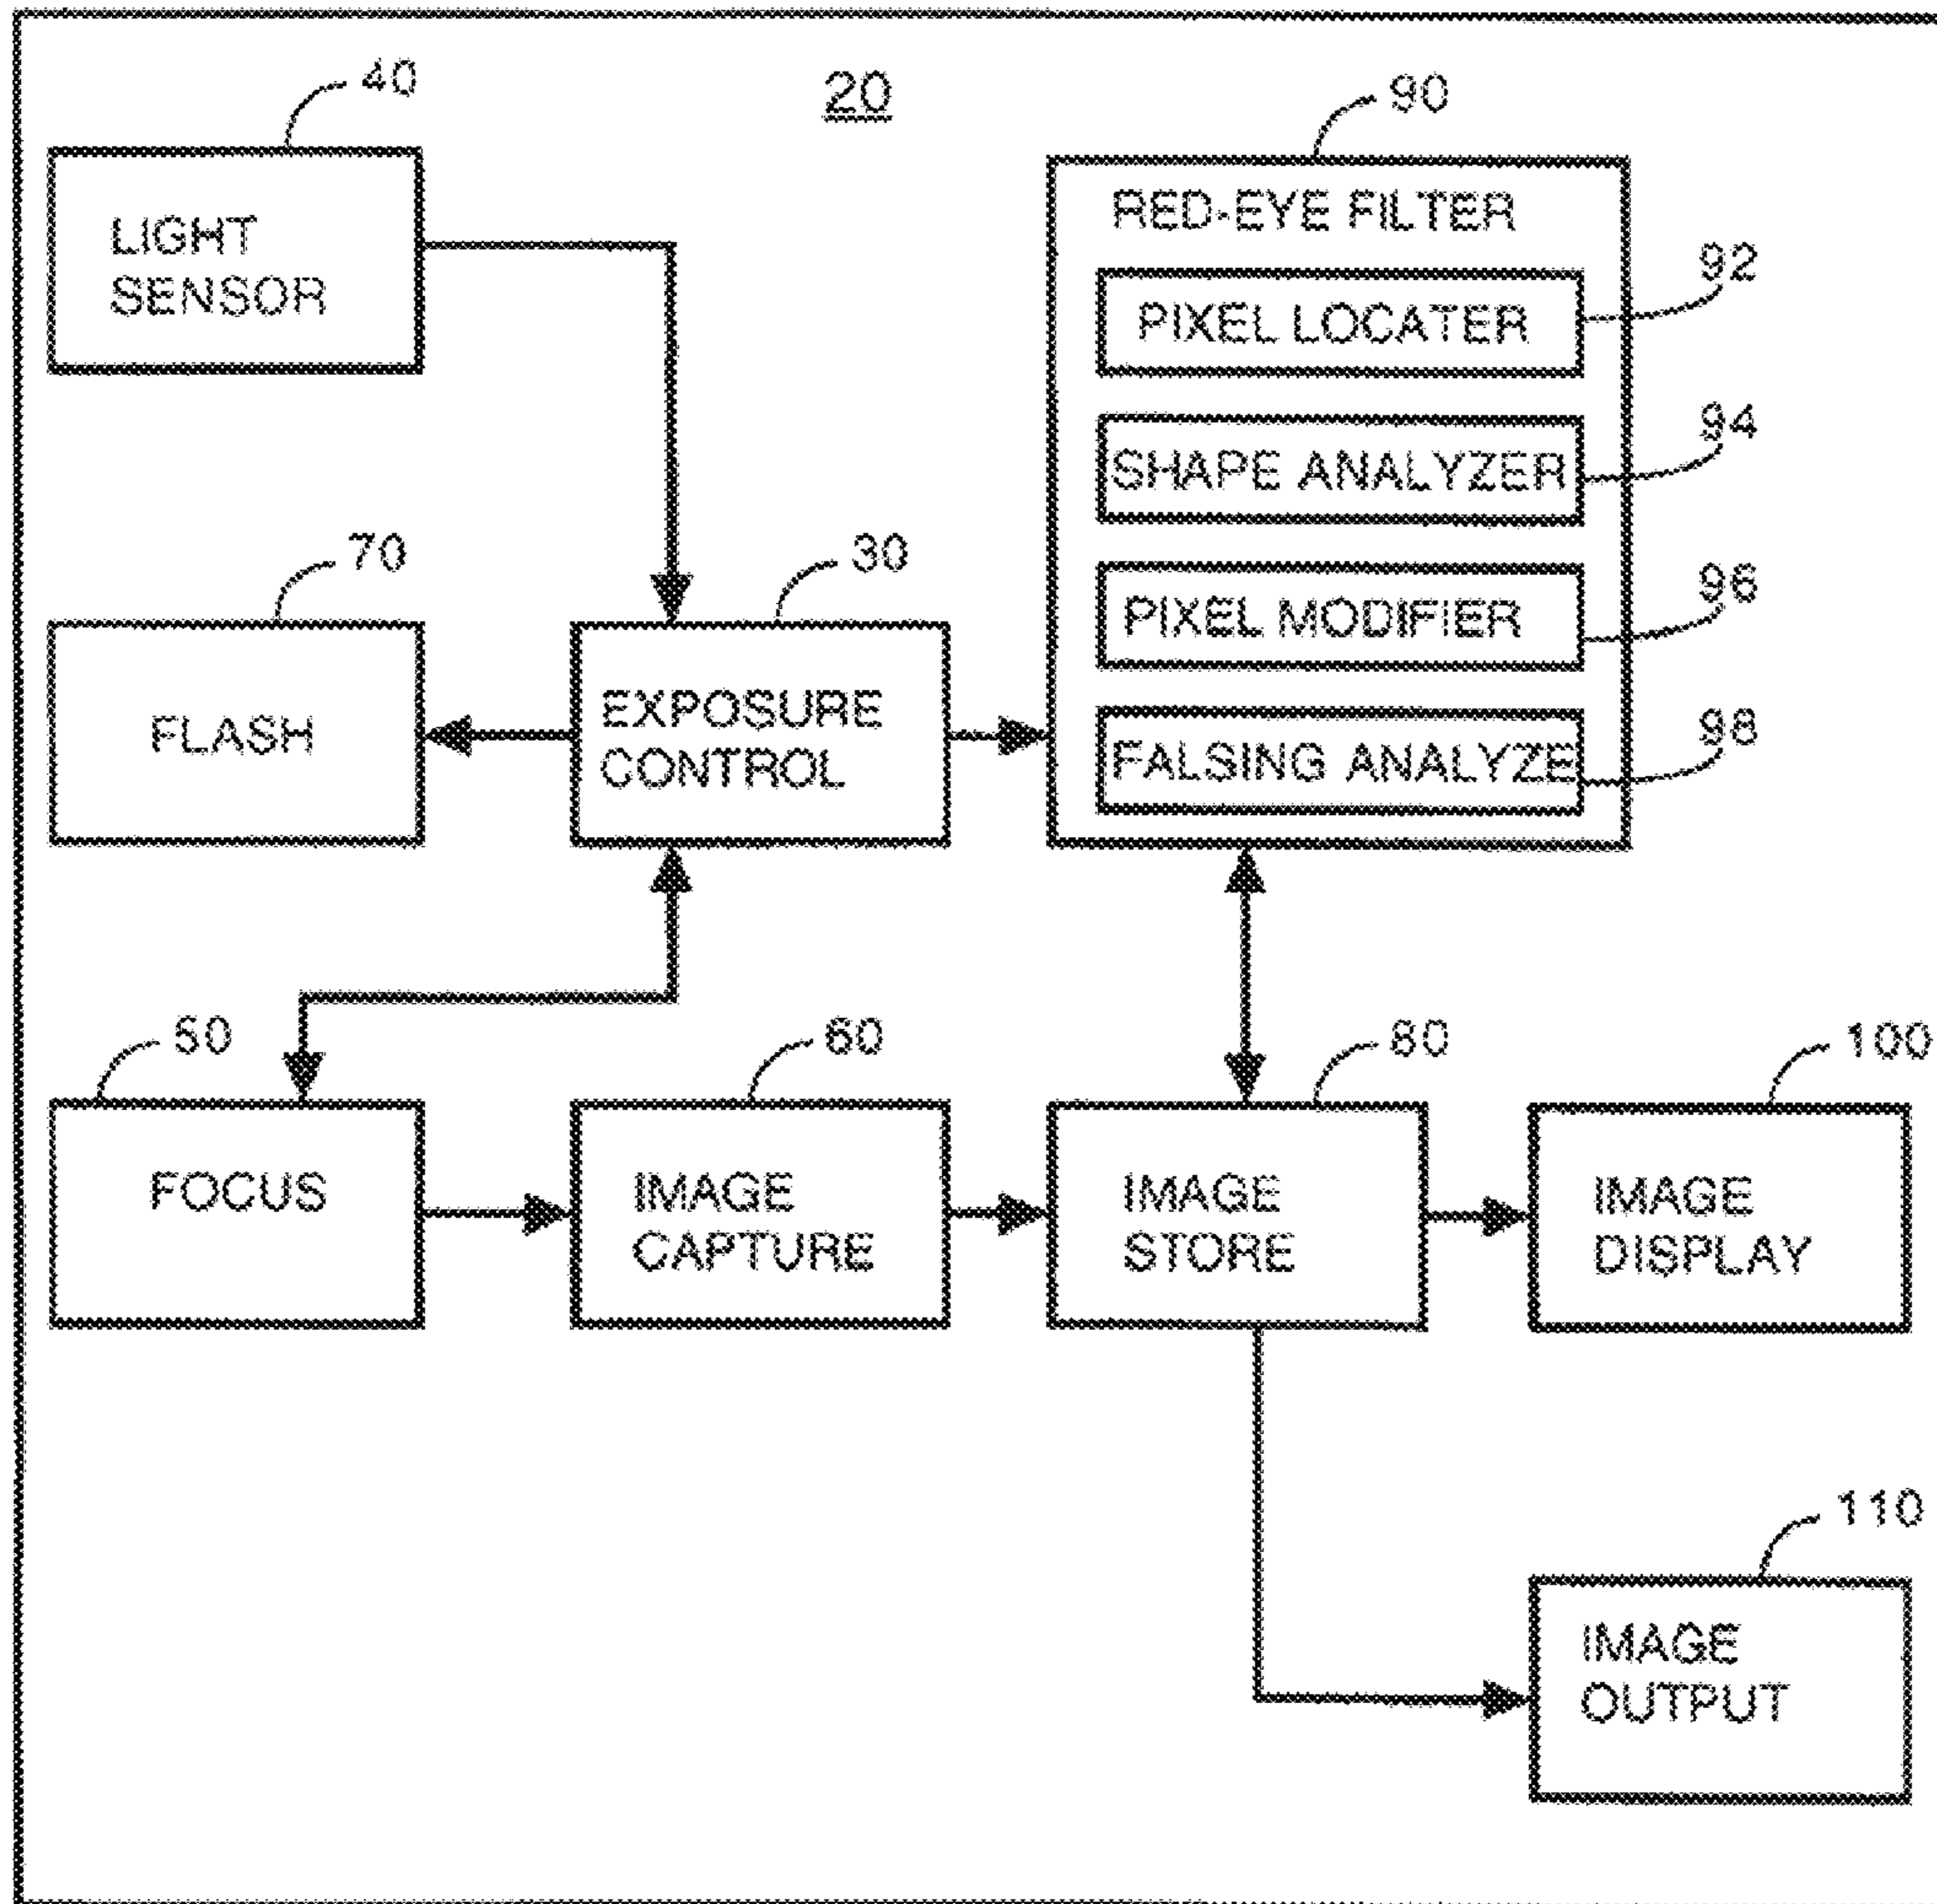 20
40
LIGHT
SENSOR
90
RED-EYE FILTER
92
PIXEL LOCATER
94
SHAPE ANALYZER
96
PIXEL MODIFIER
98
FALSING ANALYZE
70
FLASH
30
EXPOSURE
CONTROL
50
FOCUS
60
IMAGE
CAPTURE
80
IMAGE
STORE
100
IMAGE
DISPLAY
110
IMAGE
OUTPUT